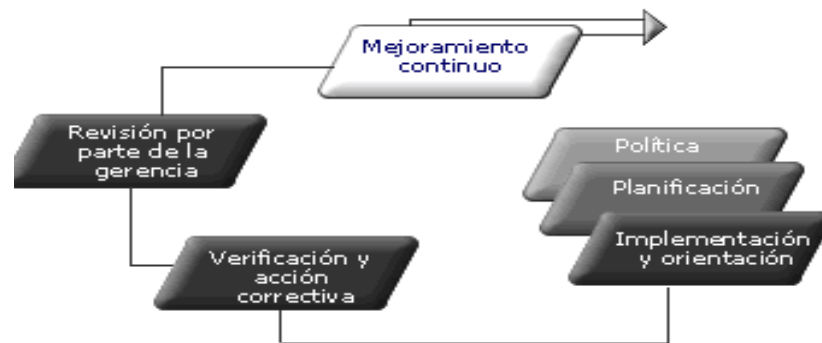 Mejoramiento
continuo
Revisión por
parte de la
gerencia
Política
Planificación
Implementación
y orientación
Verificación y
acción
correctiva